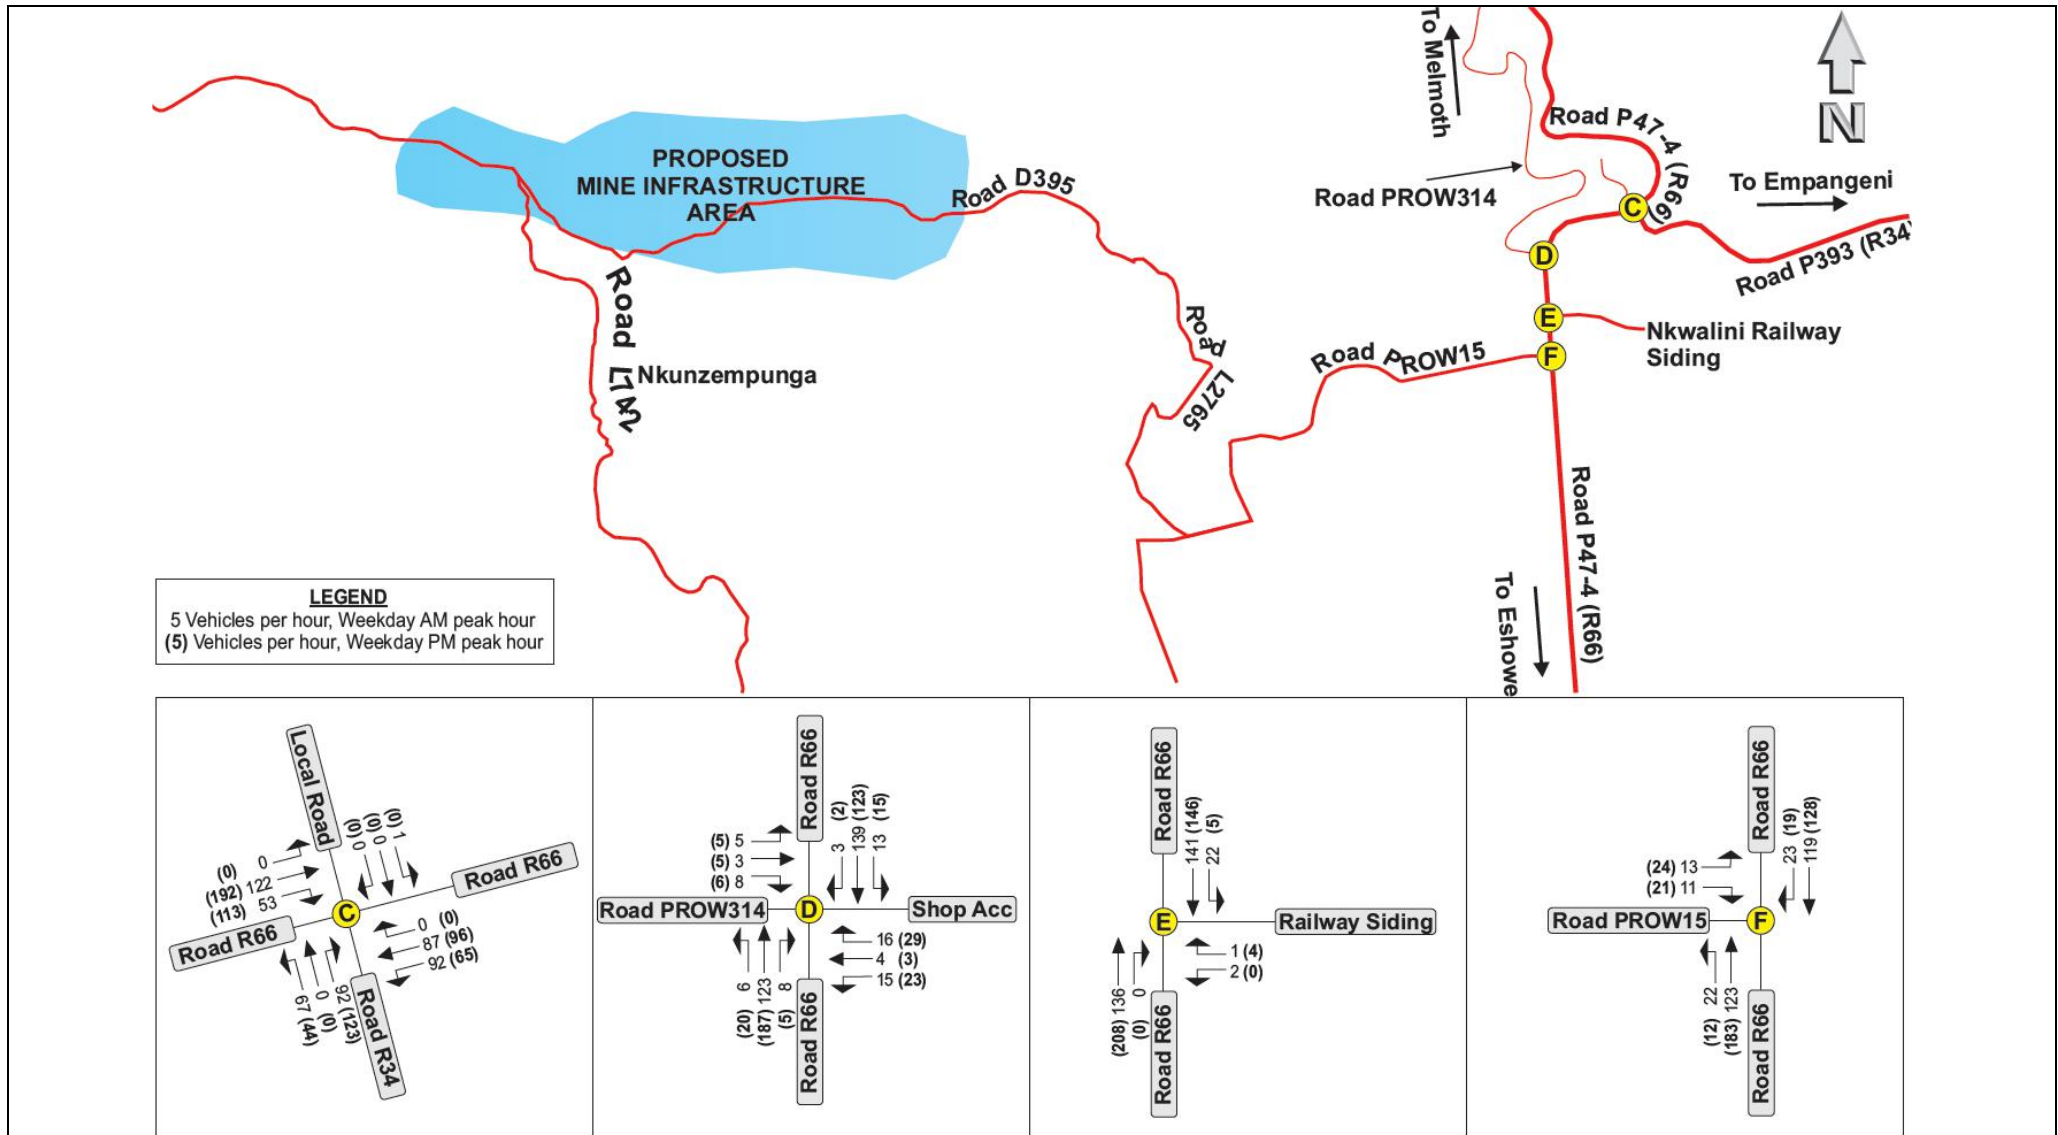 To Melmoth
N
Road P47-4 (R66)
PROPOSED
MINE INFRASTRUCTURE
AREA
Road D395
Road PROW314
To Empangeni
C
D
Road P393 (R34)
E
F
Nkwalini Railway
Siding
Road PROW15
Road L742
Nkunzempunga
Road L2765
Road P47-4 (R66)
To Eshowe
LEGEND
5 Vehicles per hour, Weekday AM peak hour
(5) Vehicles per hour, Weekday PM peak hour
Local Road
(0) 0
(0) 0
(0) 1
(0) 0
(192) 122
(113) 53
Road R66
Road R66
C
0 (0)
87 (96)
92 (65)
67 (44)
0 (0)
92 (123)
Road R34
Road R66
(5) 5
(5) 3
(6) 8
3 (2)
139 (123)
13 (15)
Road PROW314
D
Shop Acc
16 (29)
4 (3)
15 (23)
(20) 6
(187) 123
(5) 8
Road R66
Road R66
141 (146)
22 (5)
E
Railway Siding
1 (4)
2 (0)
(208) 136
(0) 0
Road R66
Road R66
(24) 13
(21) 11
23 (19)
119 (128)
Road PROW15
F
(12) 22
(183) 123
Road R66